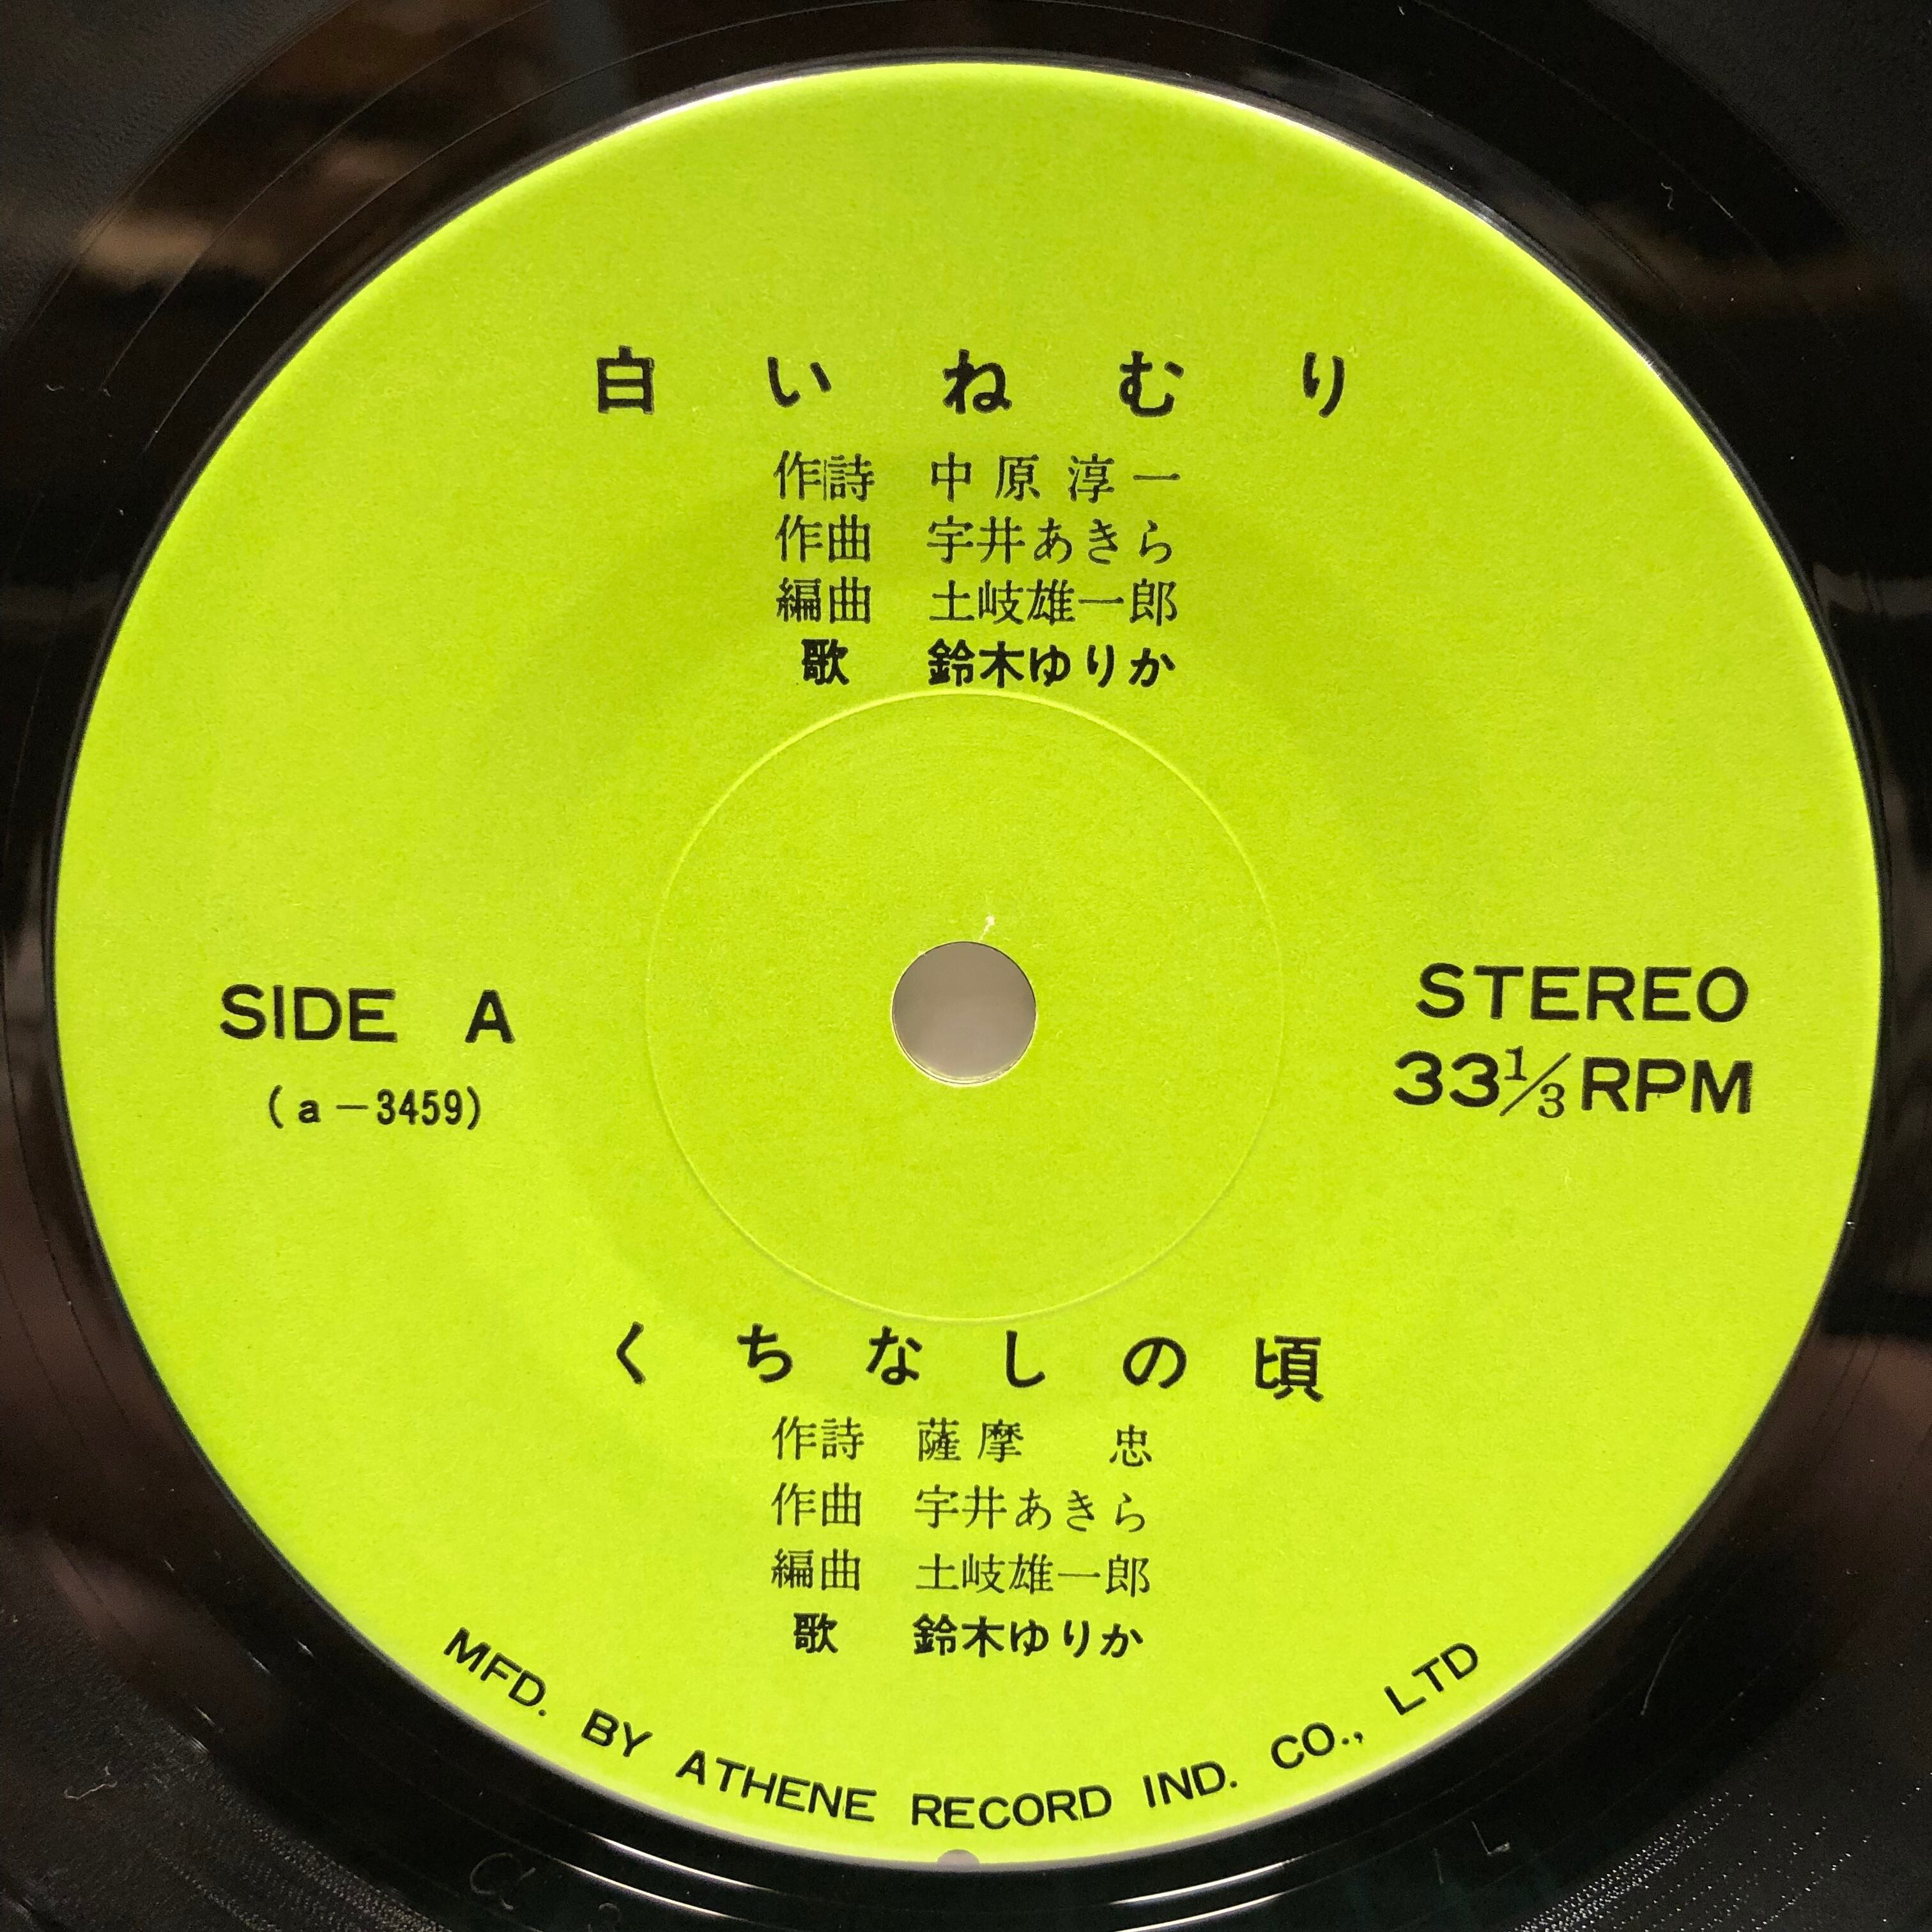 白いねむり
作詩 中原淳一
作曲 宇井あきら
編曲 土岐雄一郎
歌 鈴木ゆりか
SIDE A
(a-3459)
STEREO
33⅓RPM
くちなしの頃
作詩 薩摩 忠
作曲 宇井あきら
編曲 土岐雄一郎
歌 鈴木ゆりか
MFD. BY ATHENE RECORD IND. CO., LTD